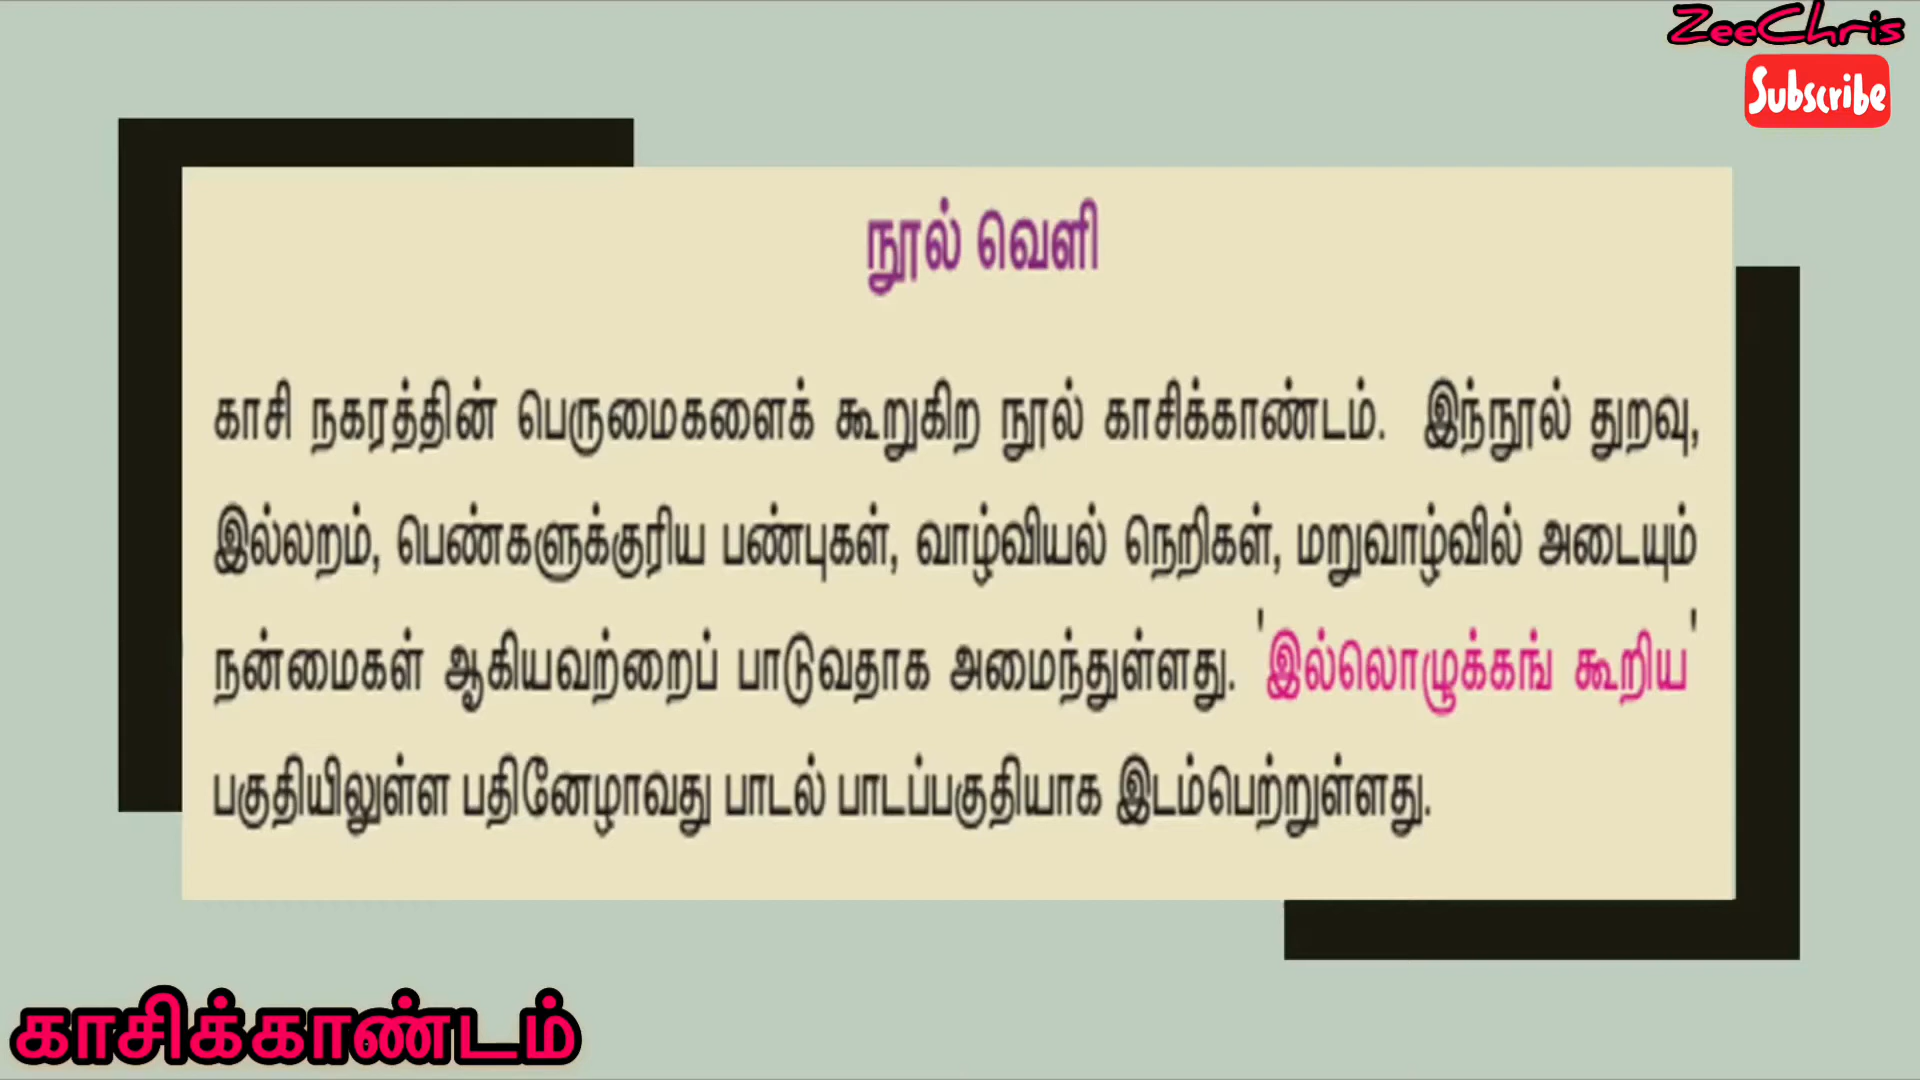 ZeeChris
Subscribe
நூல் வெளி
காசி நகரத்தின் பெருமைகளைக் கூறுகிற நூல் காசிக்காண்டம். இந்நூல் துறவு,
இல்லறம், பெண்களுக்குரிய பண்புகள், வாழ்வியல் நெறிகள், மறுவாழ்வில் அடையும்
நன்மைகள் ஆகியவற்றைப் பாடுவதாக அமைந்துள்ளது. 'இல்லொழுக்கங் கூறிய'
பகுதியிலுள்ள பதினேழாவது பாடல் பாடப்பகுதியாக இடம்பெற்றுள்ளது.
காசிக்காண்டம்